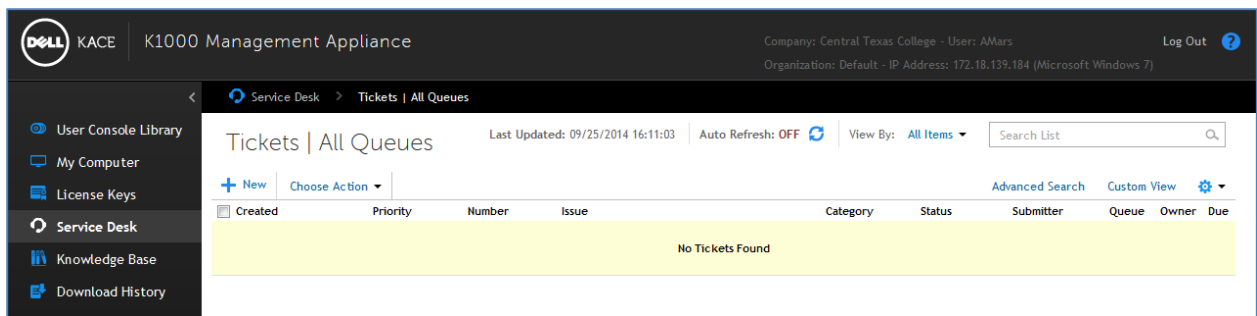 DELL KACE K1000 Management Appliance
Company: Central Texas College - User: AMars
Organization: Default - IP Address: 172.18.139.184 (Microsoft Windows 7)
Log Out ?
< Service Desk > Tickets | All Queues
User Console Library
My Computer
License Keys
Service Desk
Knowledge Base
Download History
Tickets | All Queues
Last Updated: 09/25/2014 16:11:03
Auto Refresh: OFF
View By: All Items
Search List
New Choose Action
Advanced Search Custom View
Created Priority Number Issue Category Status Submitter Queue Owner Due
No Tickets Found